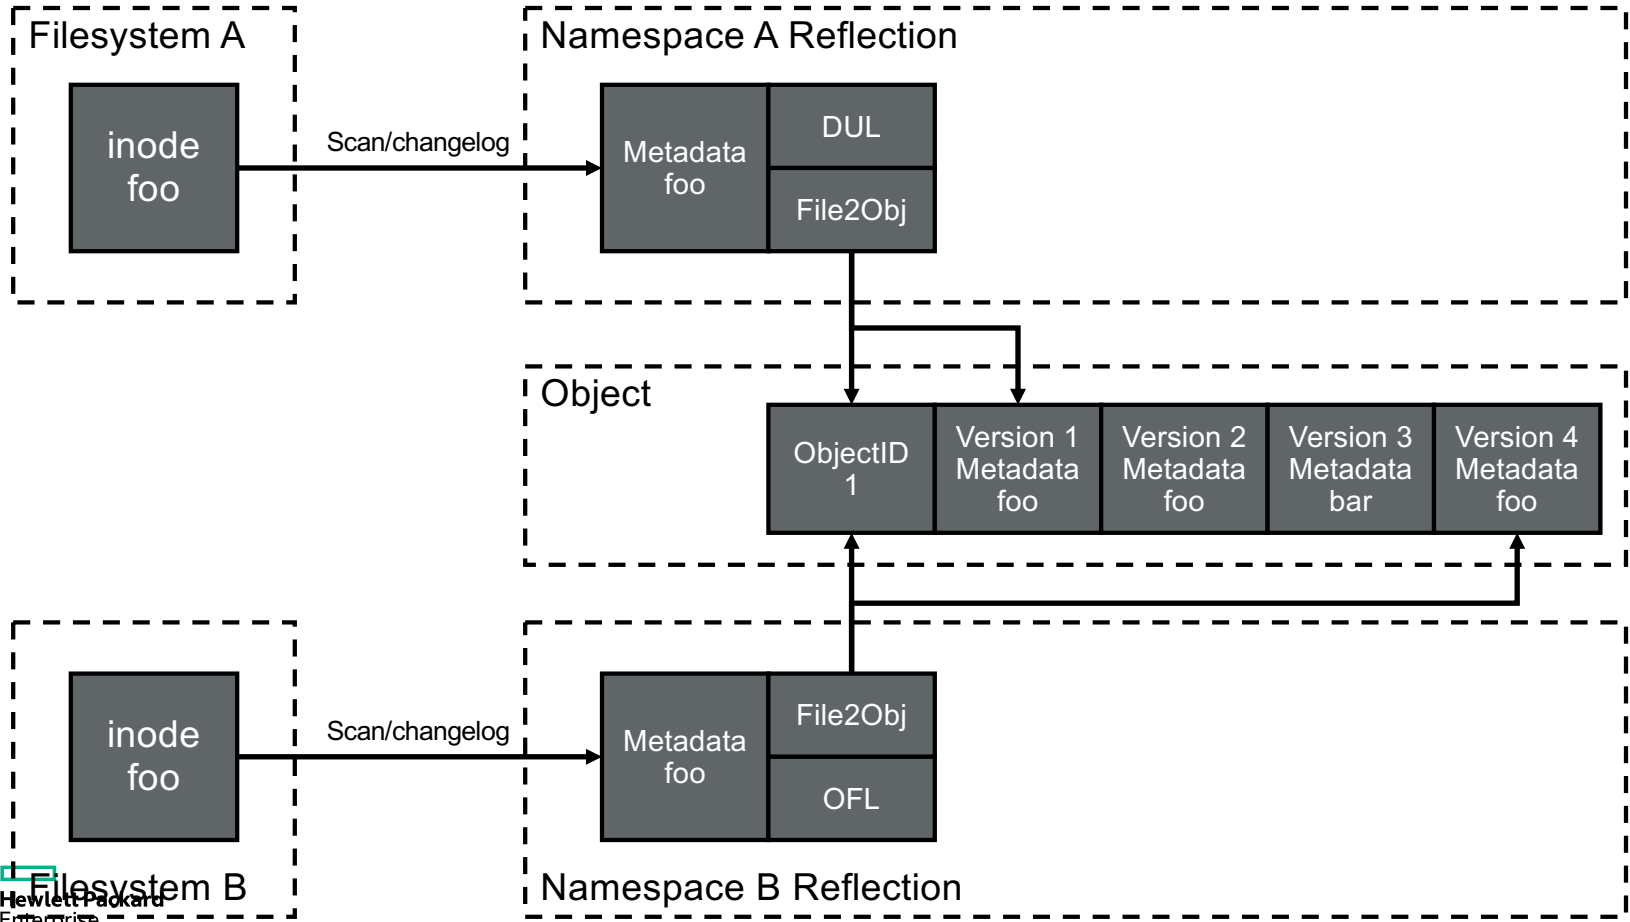 Filesystem A
Namespace A Reflection
inode
foo
Scan/changelog
Metadata
foo
DUL
File2Obj
Object
ObjectID
1
Version 1
Metadata
foo
Version 2
Metadata
foo
Version 3
Metadata
bar
Version 4
Metadata
foo
inode
foo
Scan/changelog
Metadata
foo
File2Obj
OFL
Filesystem B
Namespace B Reflection
Hewlett Packard
Enterprise